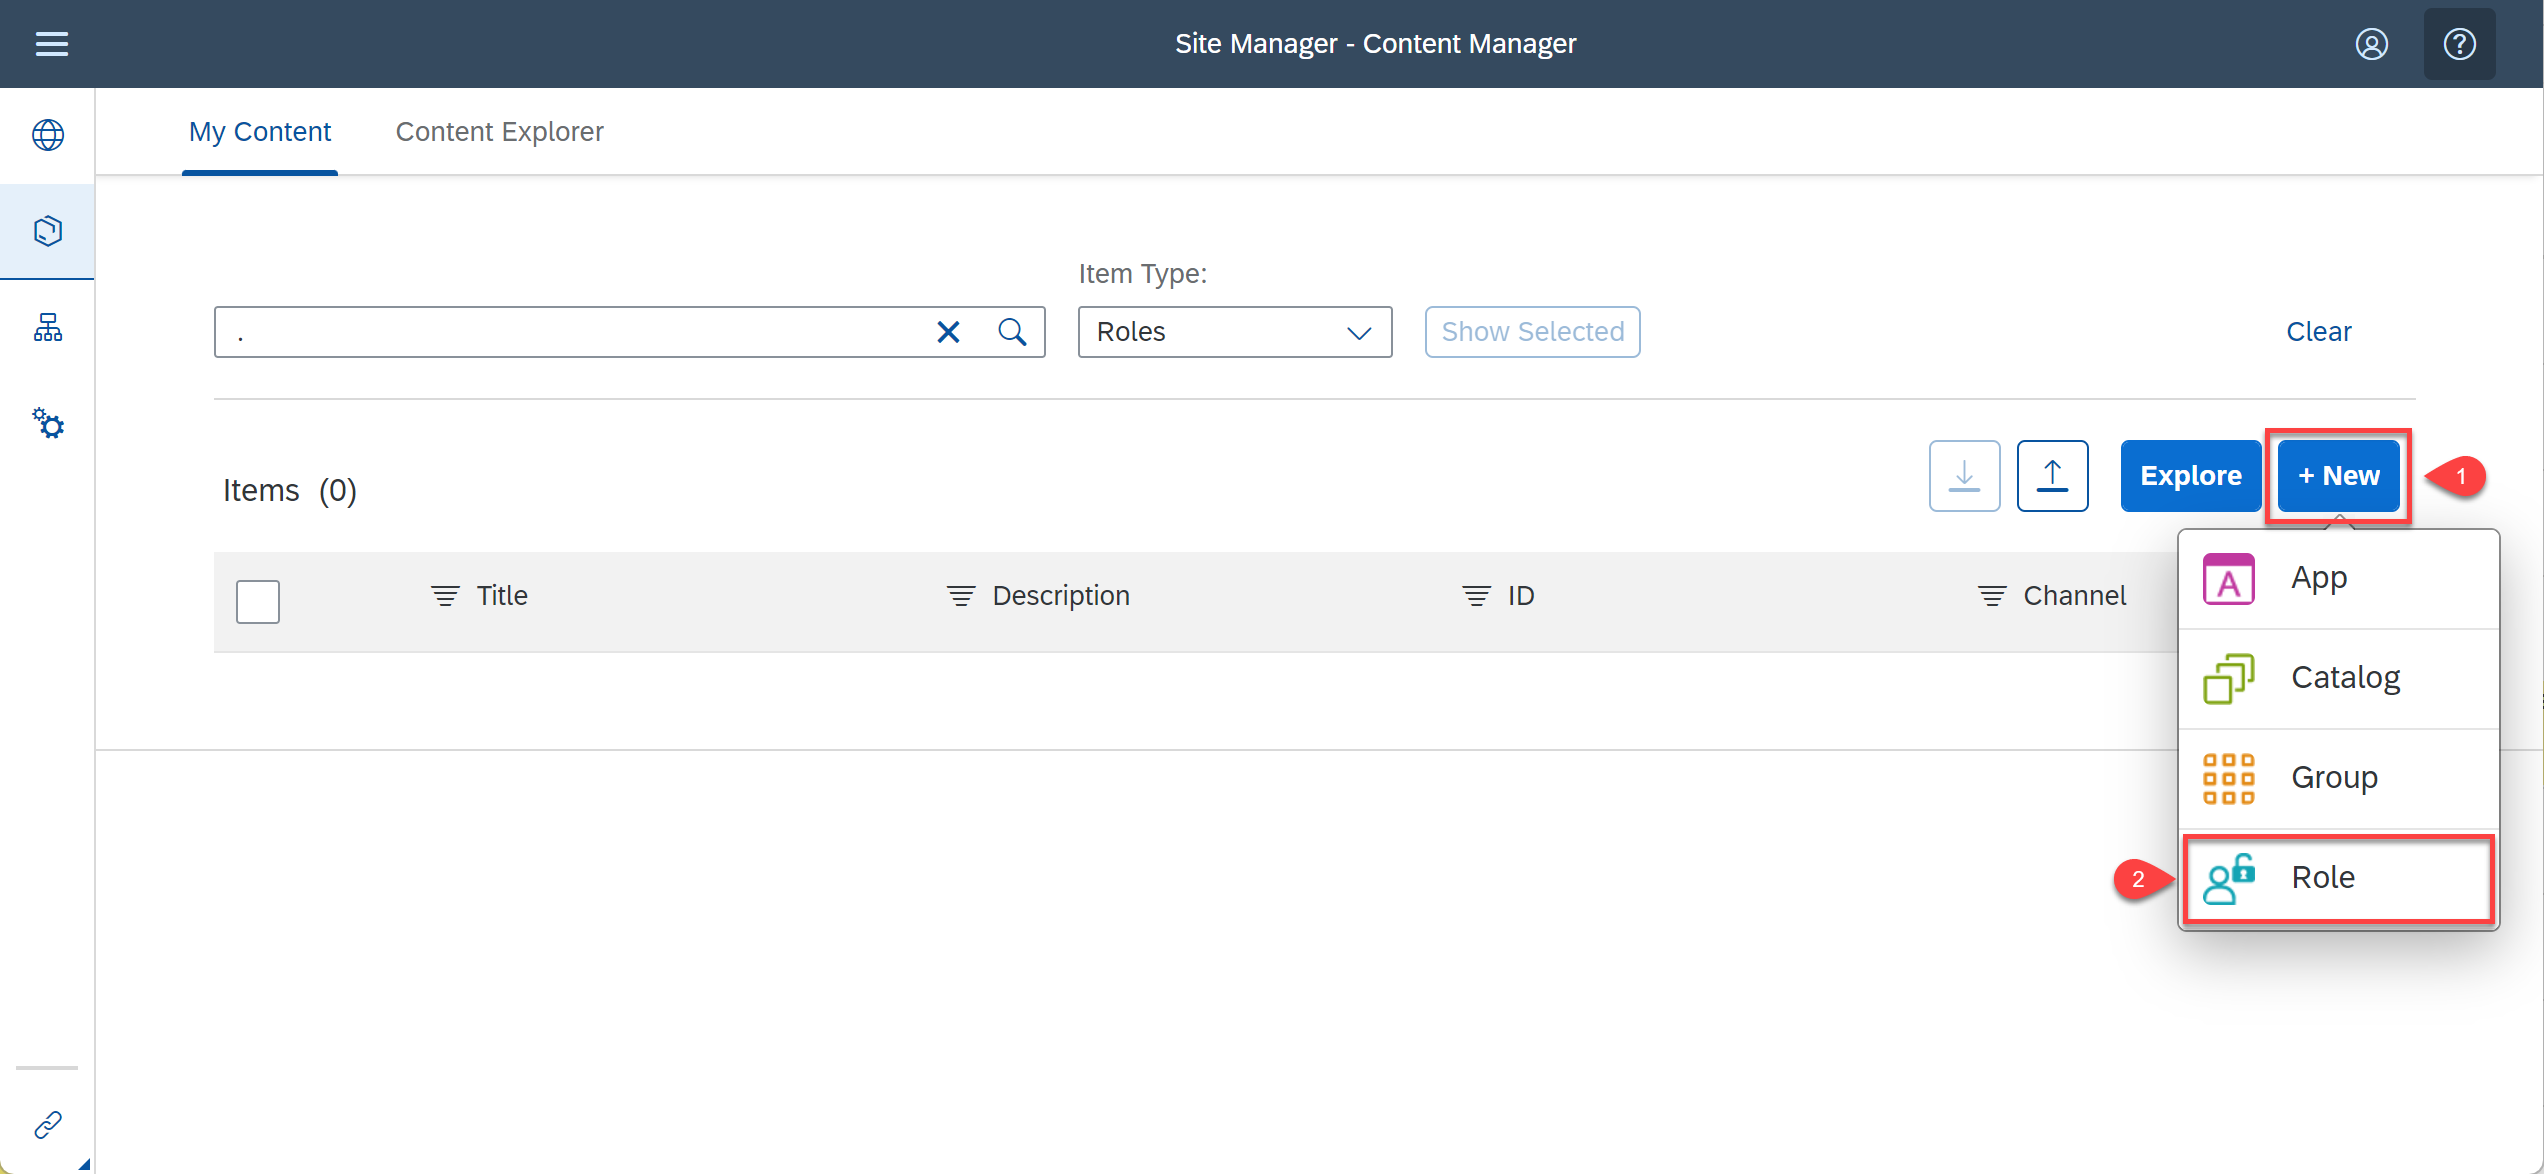 Site Manager - Content Manager
My Content
Content Explorer
Item Type:
.
Roles
Show Selected
Clear
Items (0)
Explore
+ New
1
Title
Description
ID
Channel
App
Catalog
Group
2
Role